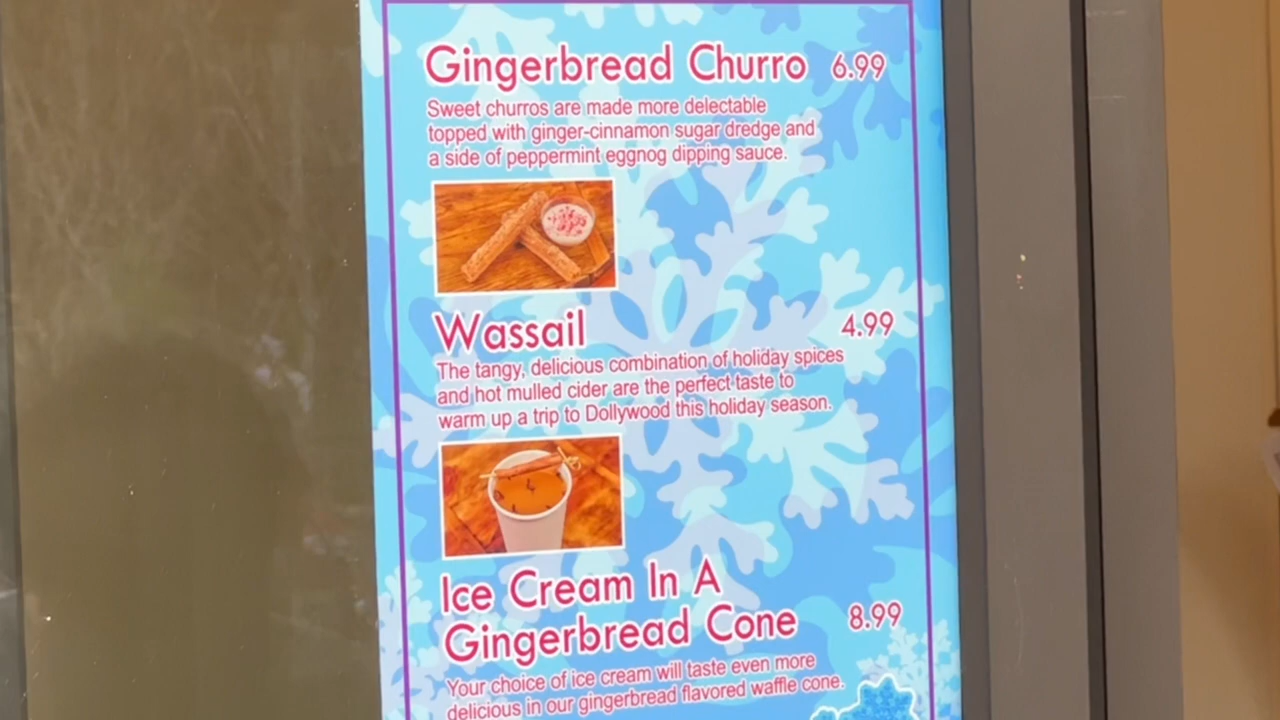 Gingerbread Churro 6.99
Sweet churros are made more delectable
topped with ginger-cinnamon sugar dredge and
a side of peppermint eggnog dipping sauce.
Wassail 4.99
The tangy, delicious combination of holiday spices
and hot mulled cider are the perfect taste to
warm up a trip to Dollywood this holiday season.
Ice Cream In A
Gingerbread Cone 8.99
Your choice of ice cream will taste even more
delicious in our gingerbread flavored waffle cone.